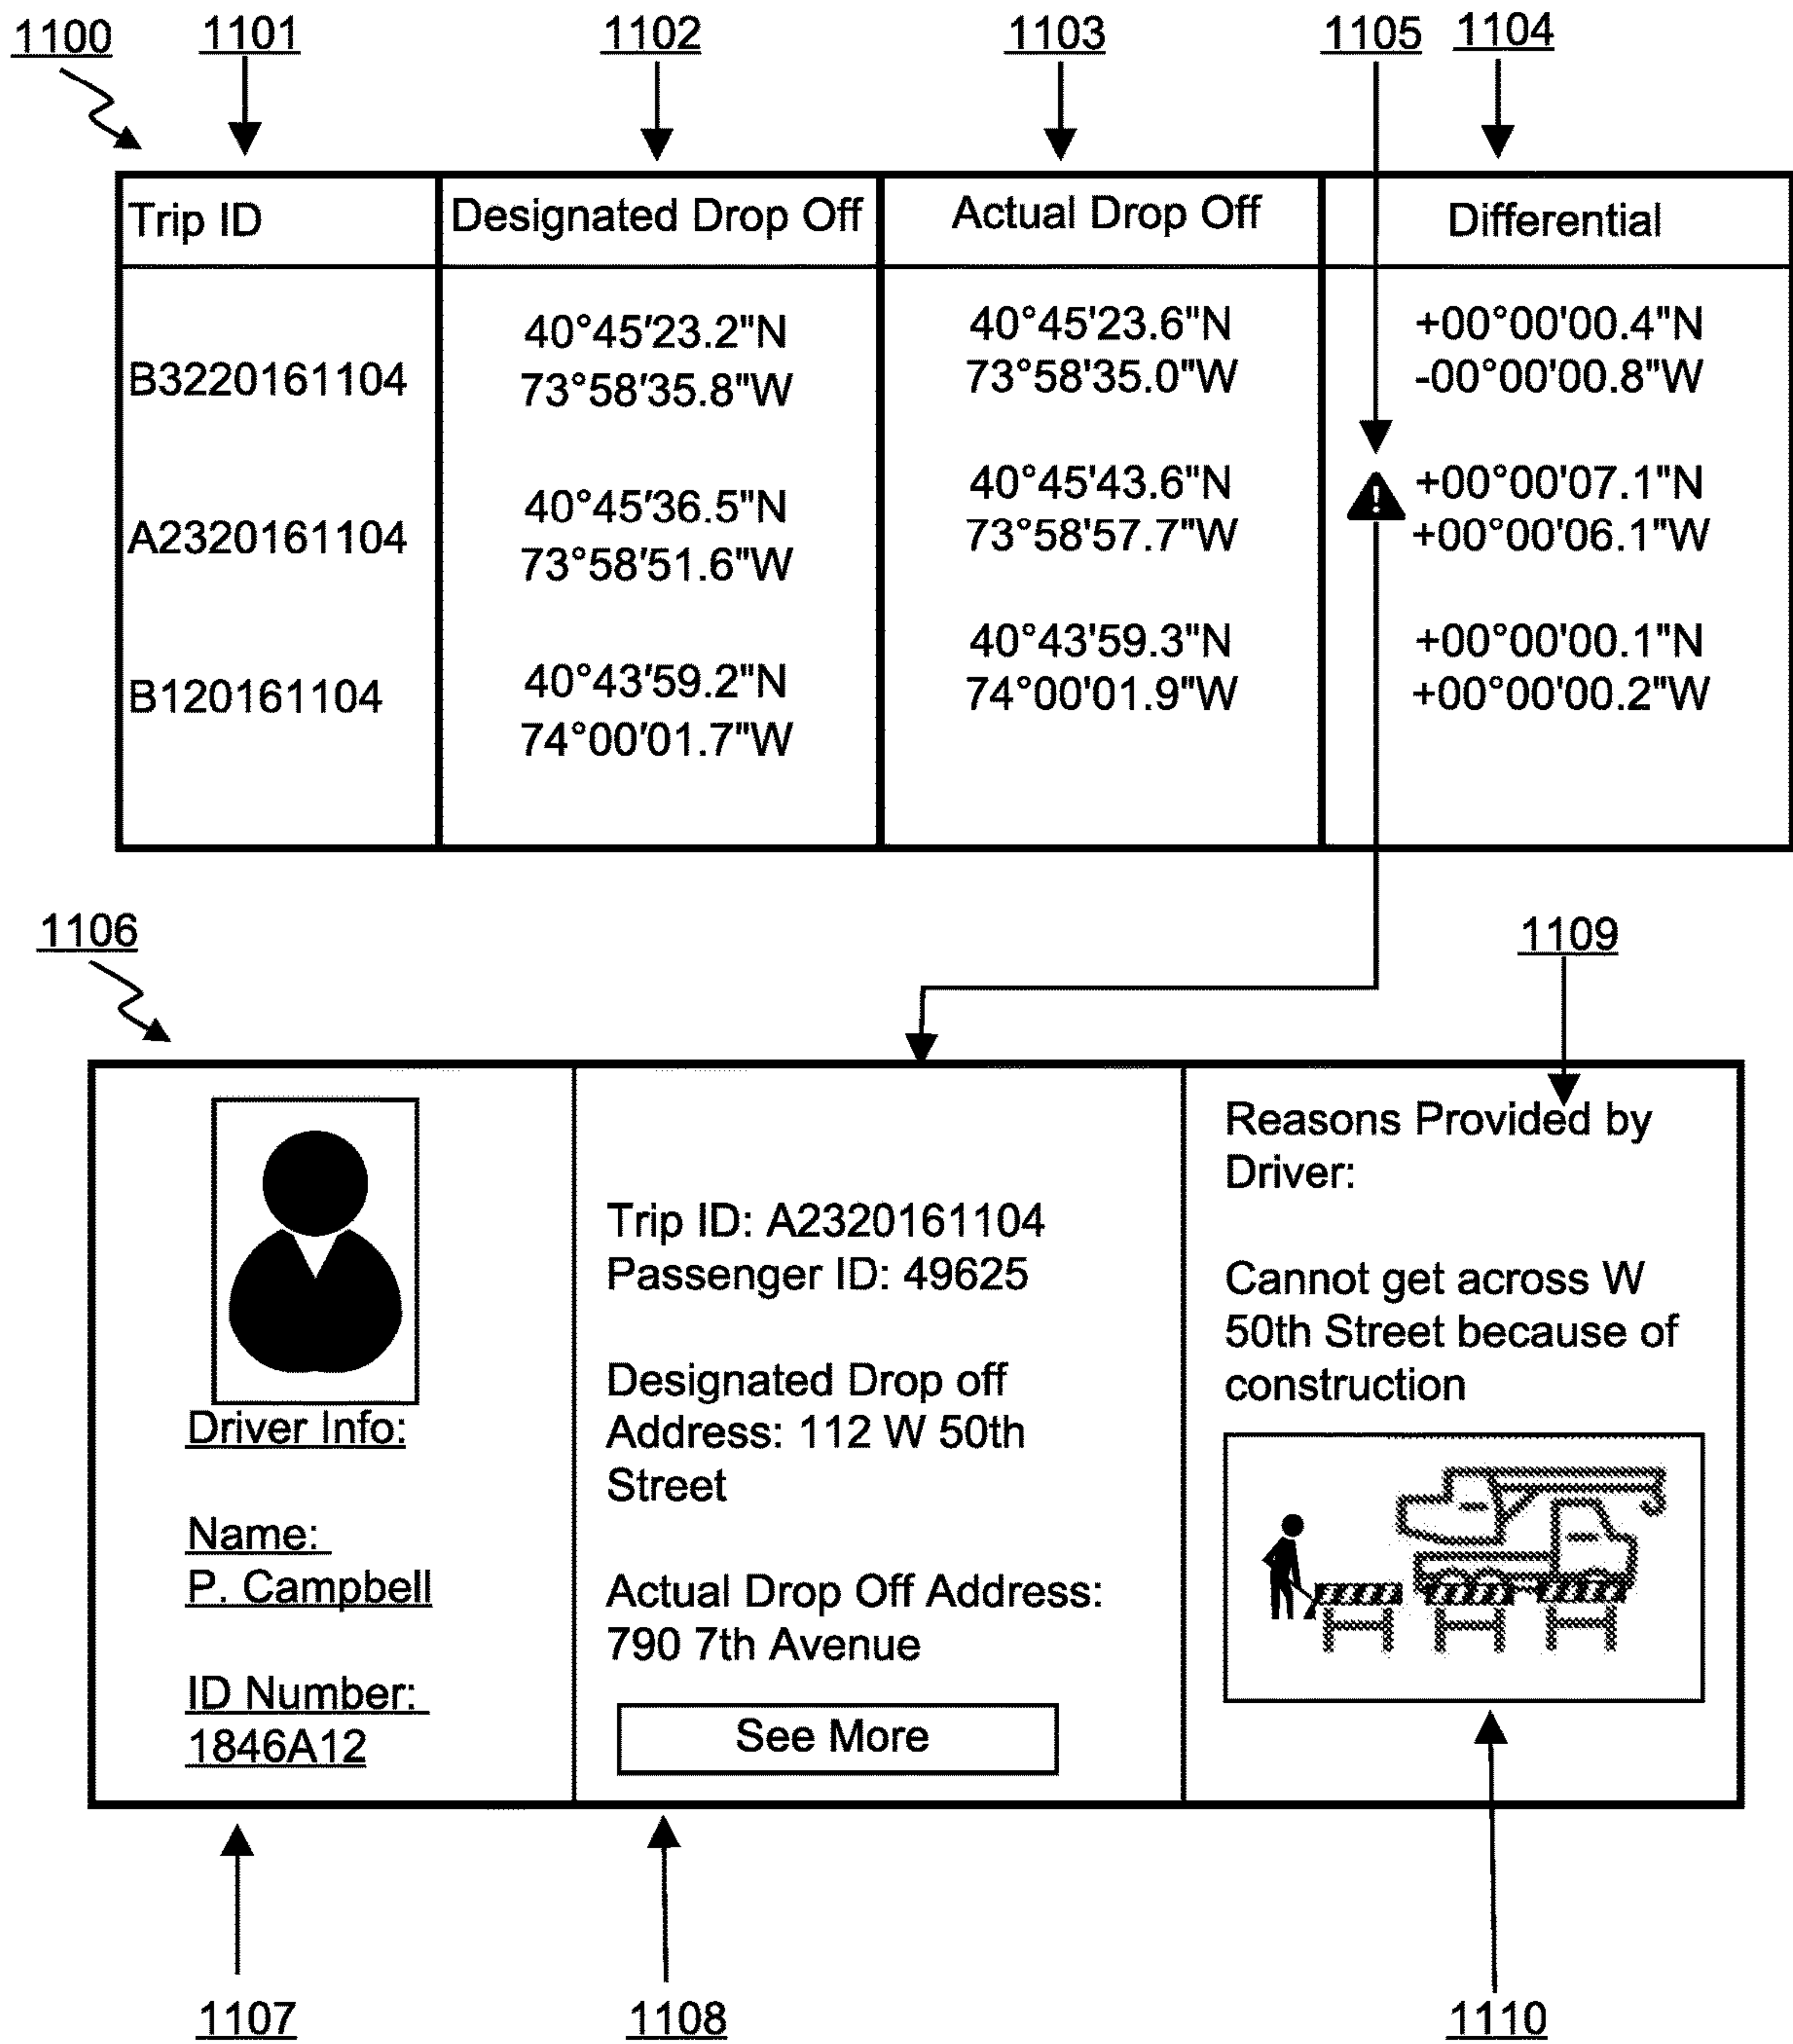 1100 1101 1102 1103 1105 1104
Trip ID Designated Drop Off Actual Drop Off Differential
B3220161104
40°45'23.2"N
73°58'35.8"W
40°45'23.6"N
73°58'35.0"W
+00°00'00.4"N
-00°00'00.8"W
A2320161104
40°45'36.5"N
73°58'51.6"W
40°45'43.6"N
73°58'57.7"W
!
+00°00'07.1"N
+00°00'06.1"W
B120161104
40°43'59.2"N
74°00'01.7"W
40°43'59.3"N
74°00'01.9"W
+00°00'00.1"N
+00°00'00.2"W
1106
1109
Driver Info:
Name:
P. Campbell
ID Number:
1846A12
Trip ID: A2320161104
Passenger ID: 49625
Designated Drop off
Address: 112 W 50th
Street
Actual Drop Off Address:
790 7th Avenue
See More
Reasons Provided by
Driver:
Cannot get across W
50th Street because of
construction
1107 1108 1110